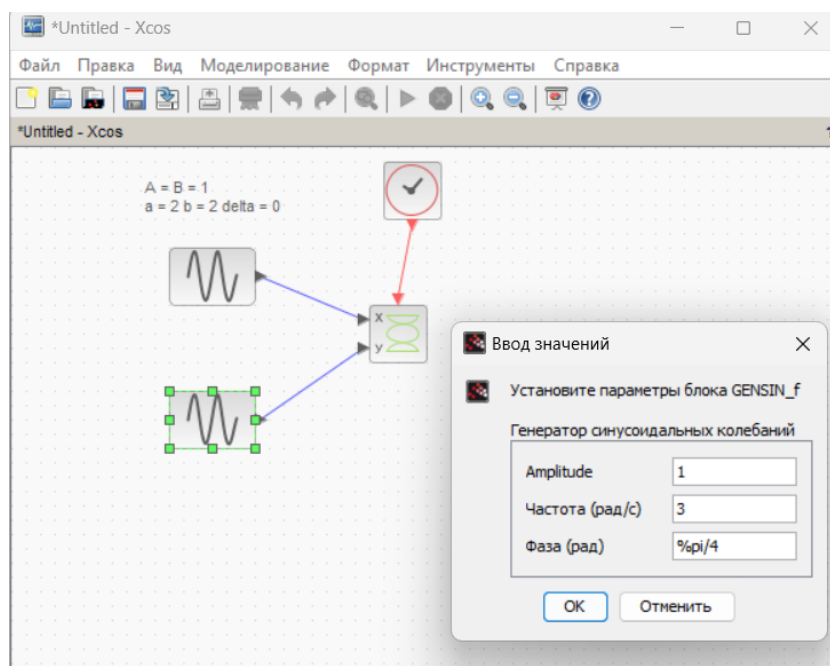 *Untitled - Xcos
Файл Правка Вид Моделирование Формат Инструменты Справка
*Untitled - Xcos
A = B = 1
a = 2 b = 2 delta = 0
x
y
Ввод значений
Установите параметры блока GENSIN_f
Генератор синусоидальных колебаний
Amplitude 1
Частота (рад/с) 3
Фаза (рад) %pi/4
OK Отменить